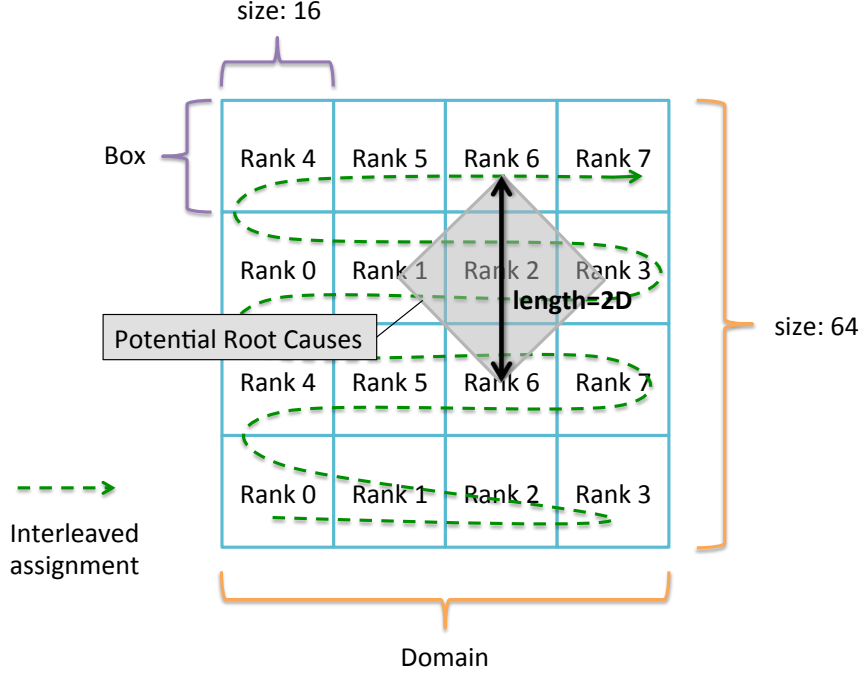 size: 16
Box
Rank 4 Rank 5 Rank 6 Rank 7
Rank 0 Rank 1 Rank 2 Rank 3
length=2D
Potential Root Causes
size: 64
Rank 4 Rank 5 Rank 6 Rank 7
Rank 0 Rank 1 Rank 2 Rank 3
Interleaved
assignment
Domain